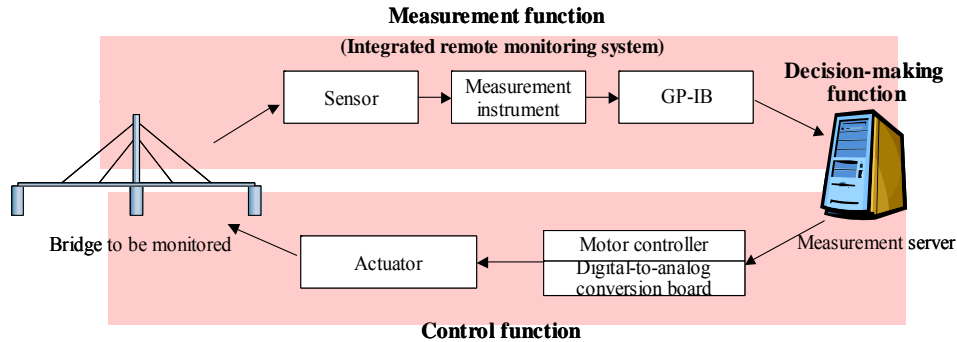 Measurement function
(Integrated remote monitoring system)
Decision-making
function
Sensor
Measurement
instrument
GP-IB
Bridge to be monitored
Actuator
Motor controller
Digital-to-analog
conversion board
Measurement server
Control function